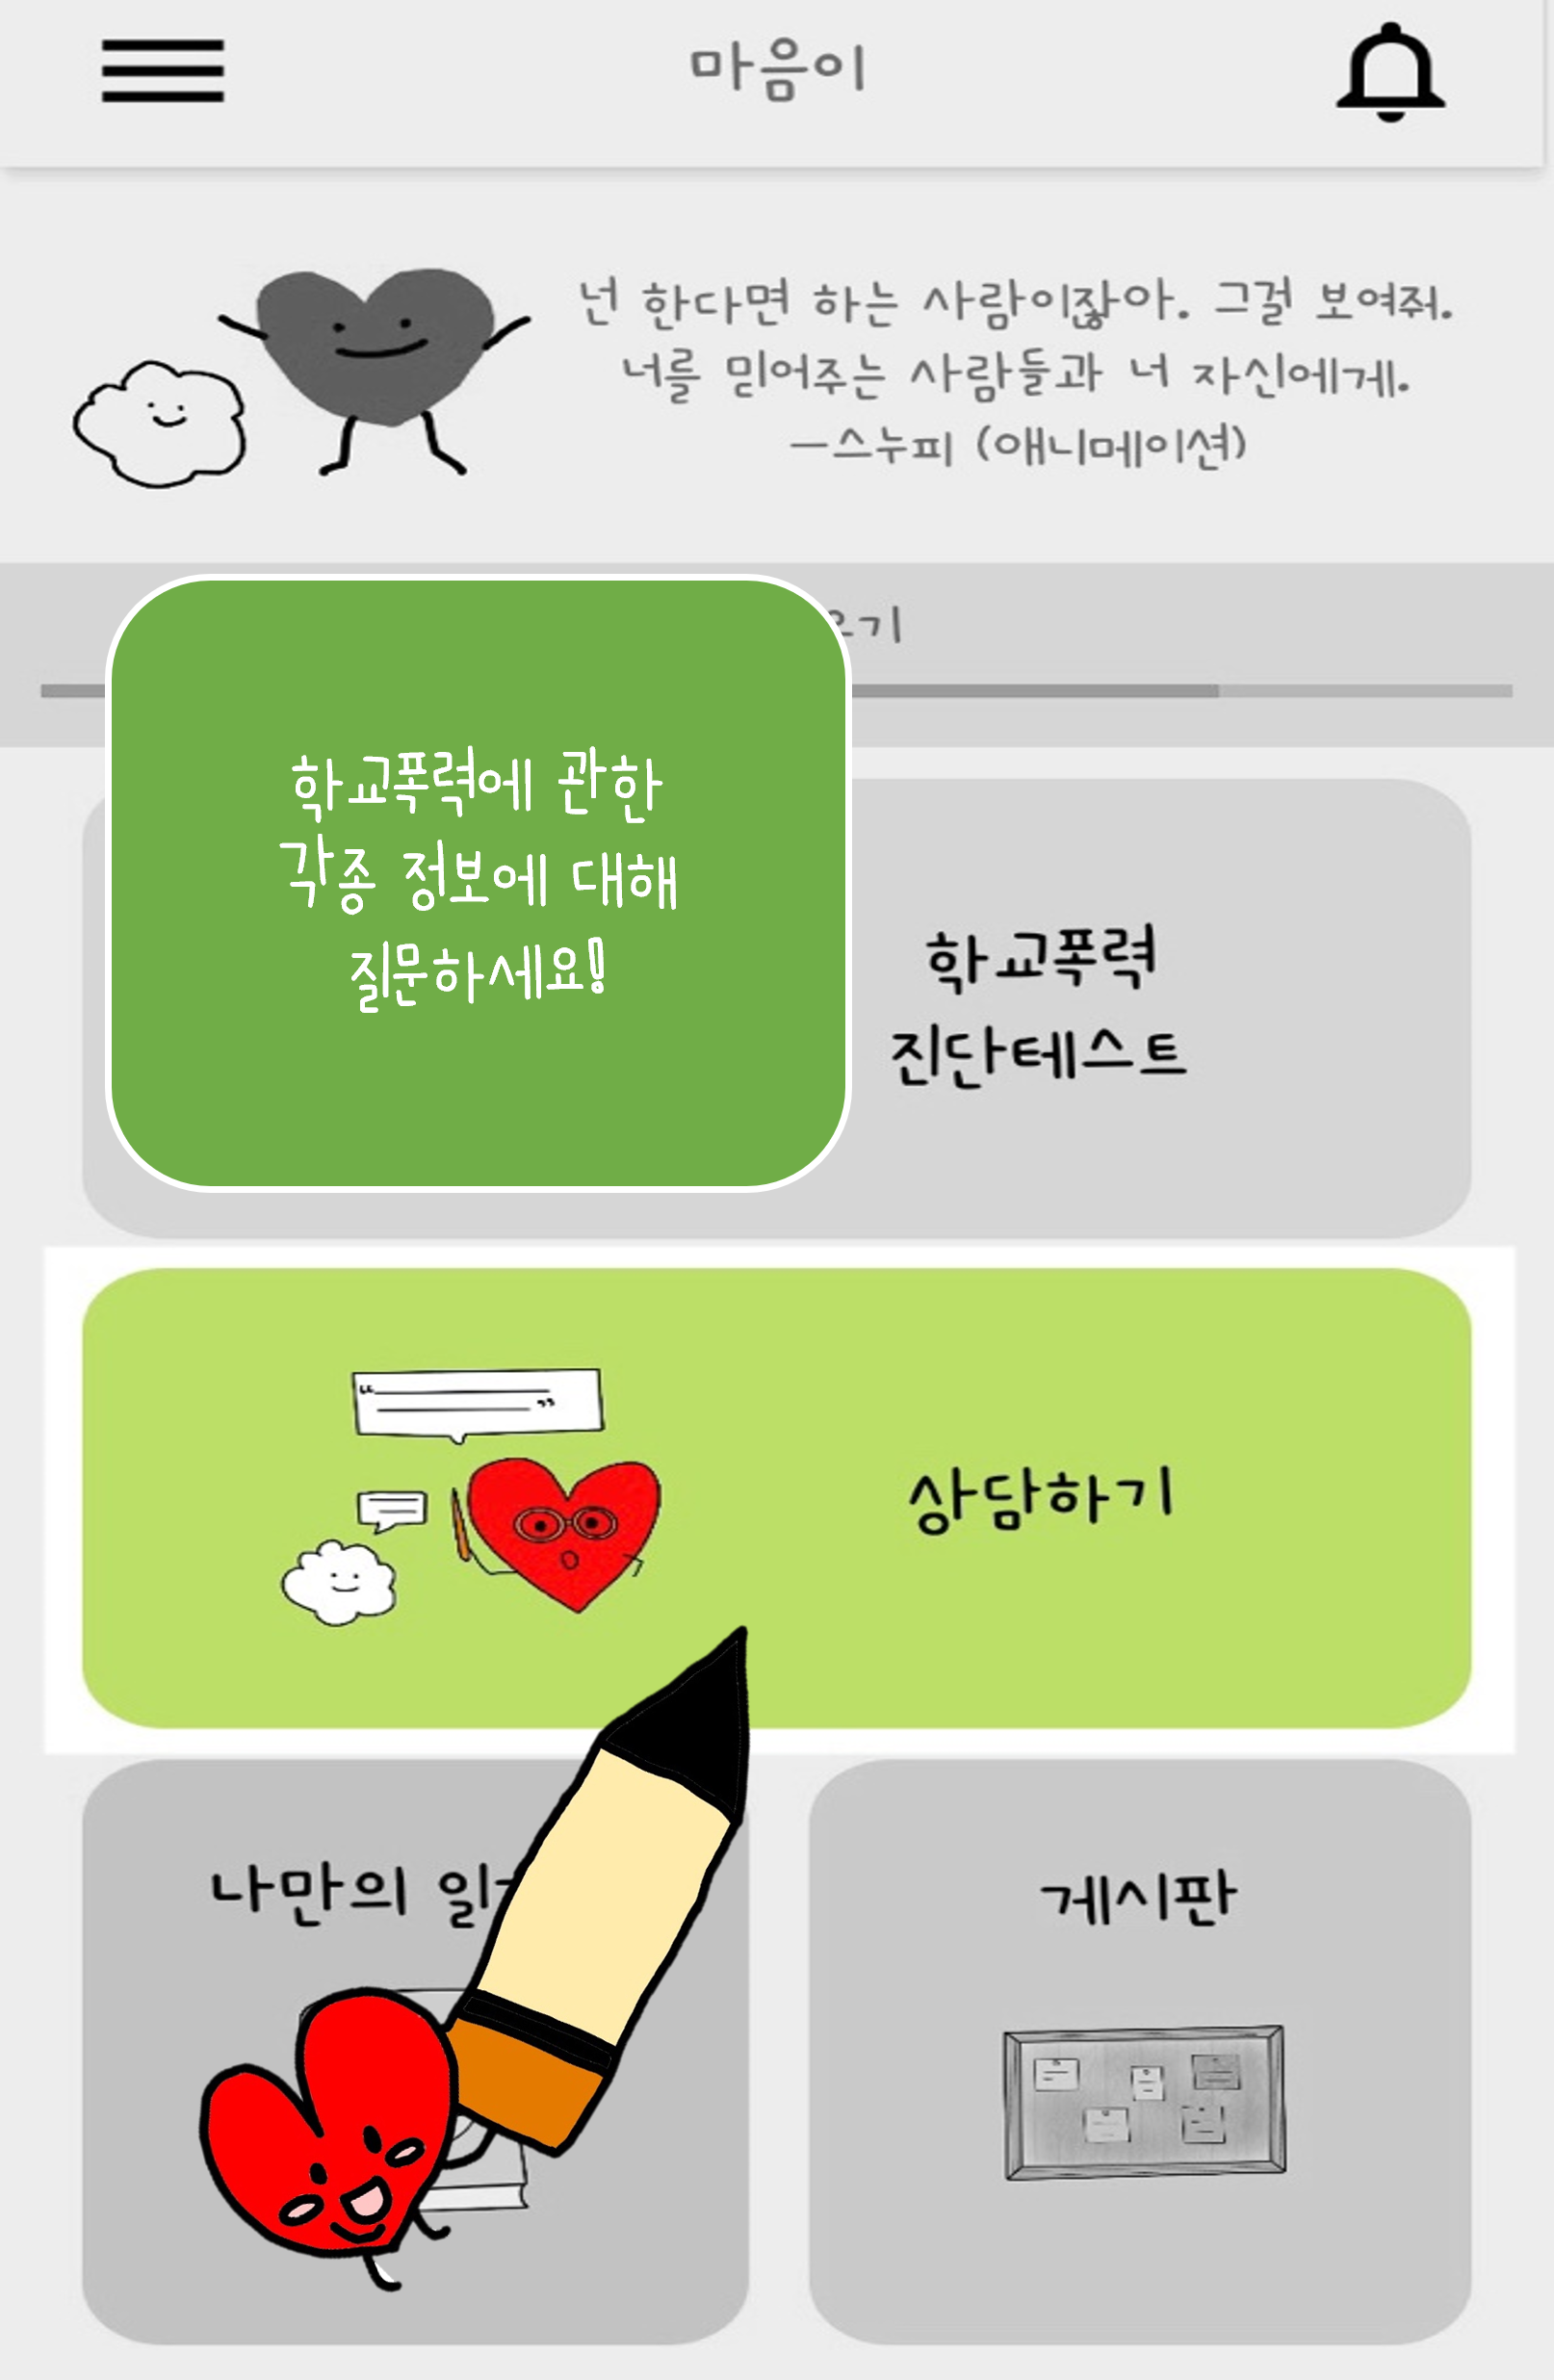 마음이
넌 한다면 하는 사람이잖아. 그걸 보여줘.
너를 믿어주는 사람들과 너 자신에게.
—스누피 (애니메이션)
학교폭력에 관한
각종 정보에 대해
질문하세요!
학교폭력
진단테스트
상담하기
나만의
게시판